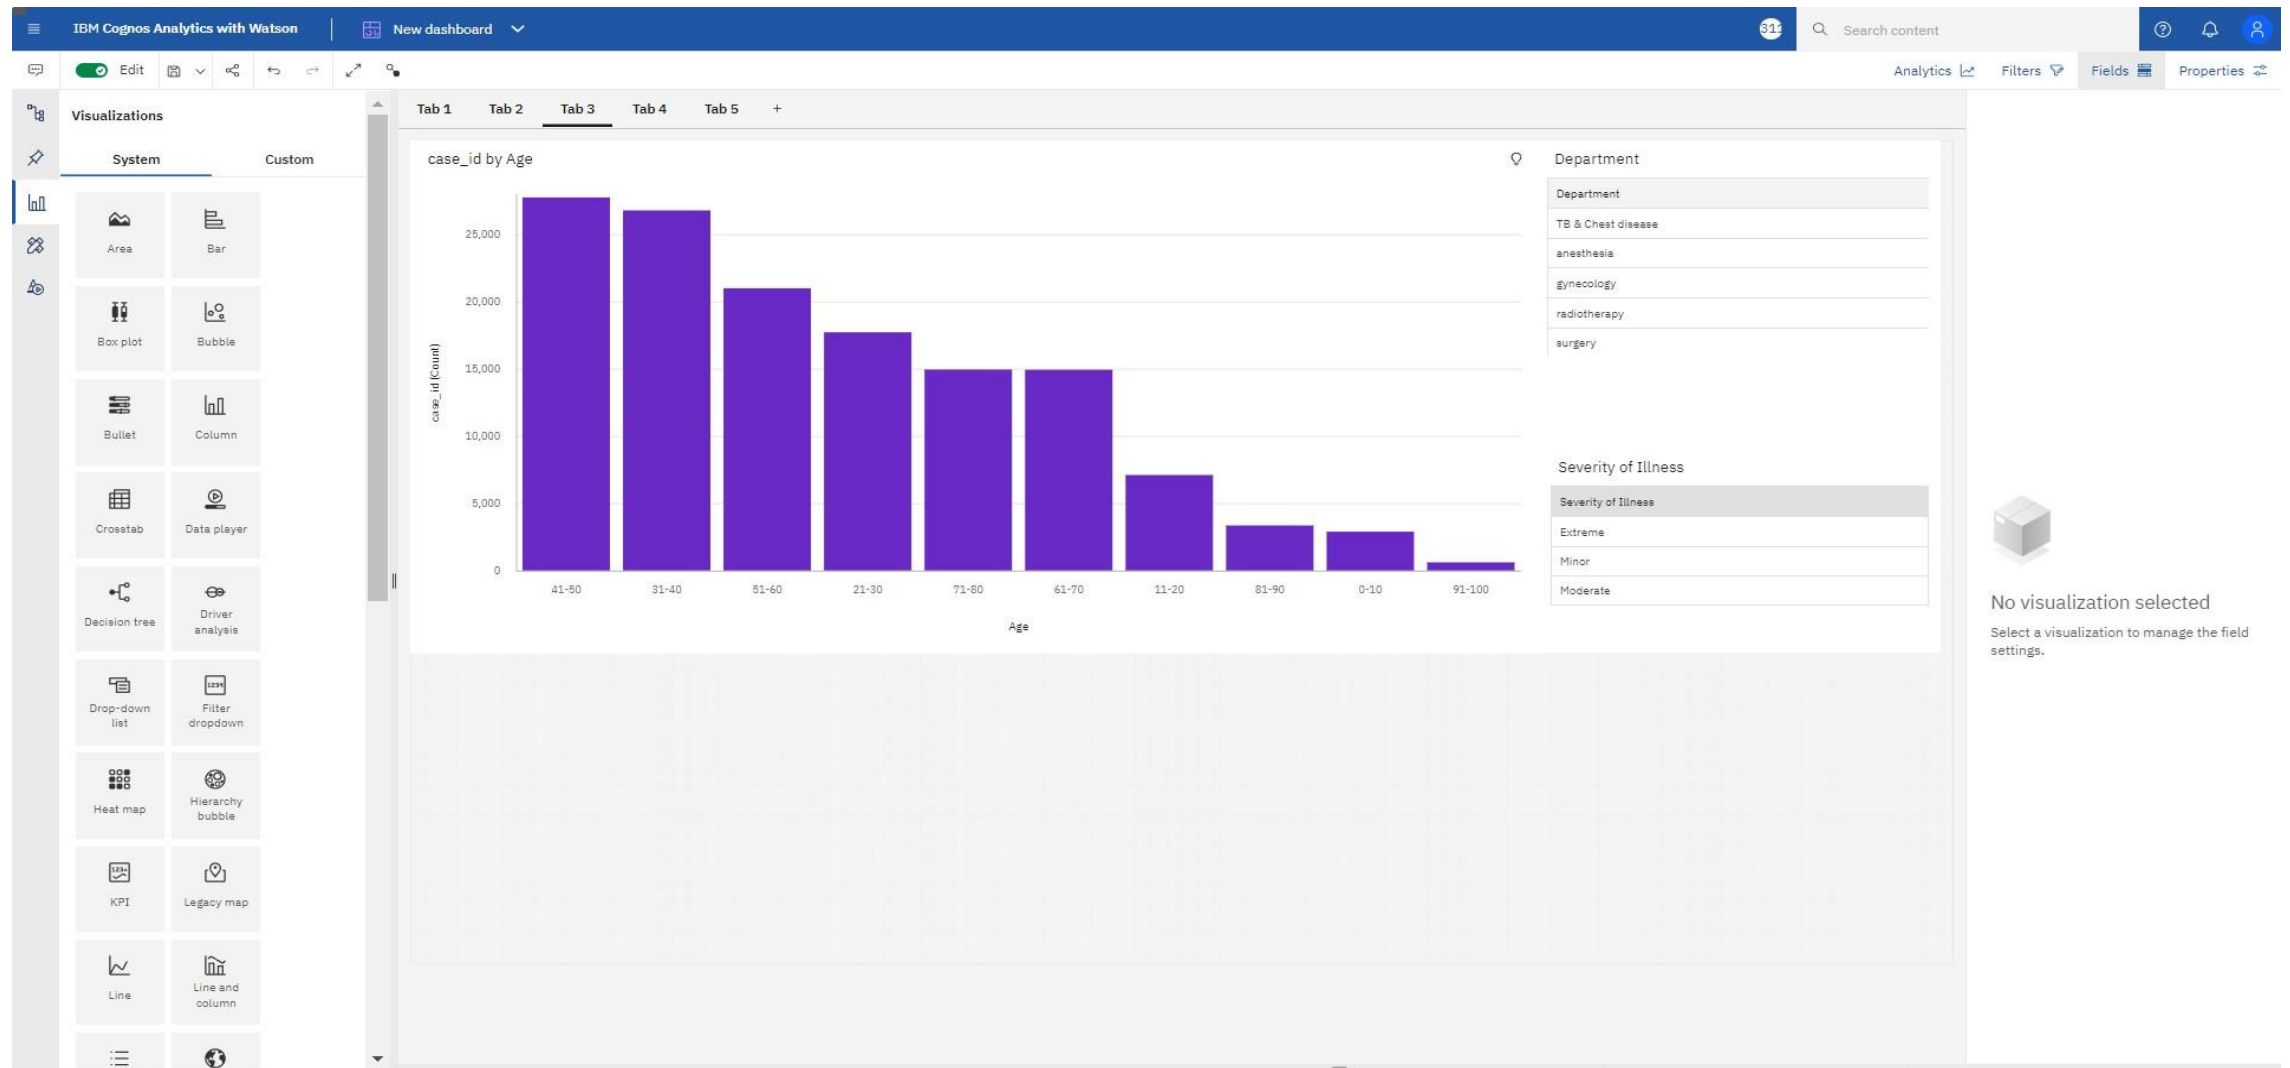 IBM Cognos Analytics with Watson
New dashboard
Search content
Edit
Analytics
Filters
Fields
Properties
Visualizations
System
Custom
Area
Bar
Box plot
Bubble
Bullet
Column
Crosstab
Data player
Decision tree
Driver
analysis
Drop-down
list
Filter
dropdown
Heat map
Hierarchy
bubble
KPI
Legacy map
Line
Line and
column
Tab 1
Tab 2
Tab 3
Tab 4
Tab 5
+
case_id by Age
case_id (Count)
25,000
20,000
15,000
10,000
5,000
0
41-50
31-40
51-60
21-30
71-80
61-70
11-20
81-90
0-10
91-100
Age
Department
Department
TB & Chest disease
anesthesia
gynecology
radiotherapy
surgery
Severity of Illness
Severity of Illness
Extreme
Minor
Moderate
No visualization selected
Select a visualization to manage the field
settings.